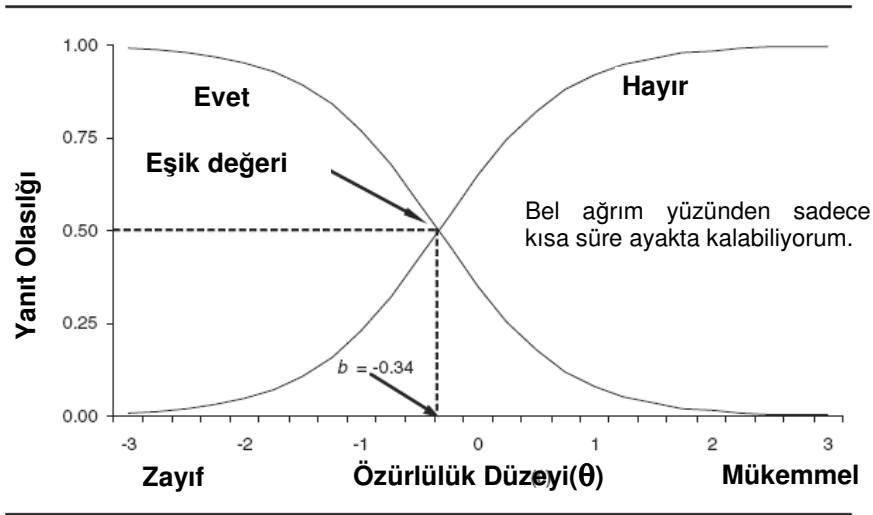 1.00
Evet
Hayır
0.75
Eşik değeri
Bel ağrım yüzünden sadece
kısa süre ayakta kalabiliyorum.
0.50
Yanıt Olasılğı
0.25
b = -0.34
0.00
-3 -2 -1 0 1 2 3
Zayıf Özürlülük Düzeyi(θ) Mükemmel